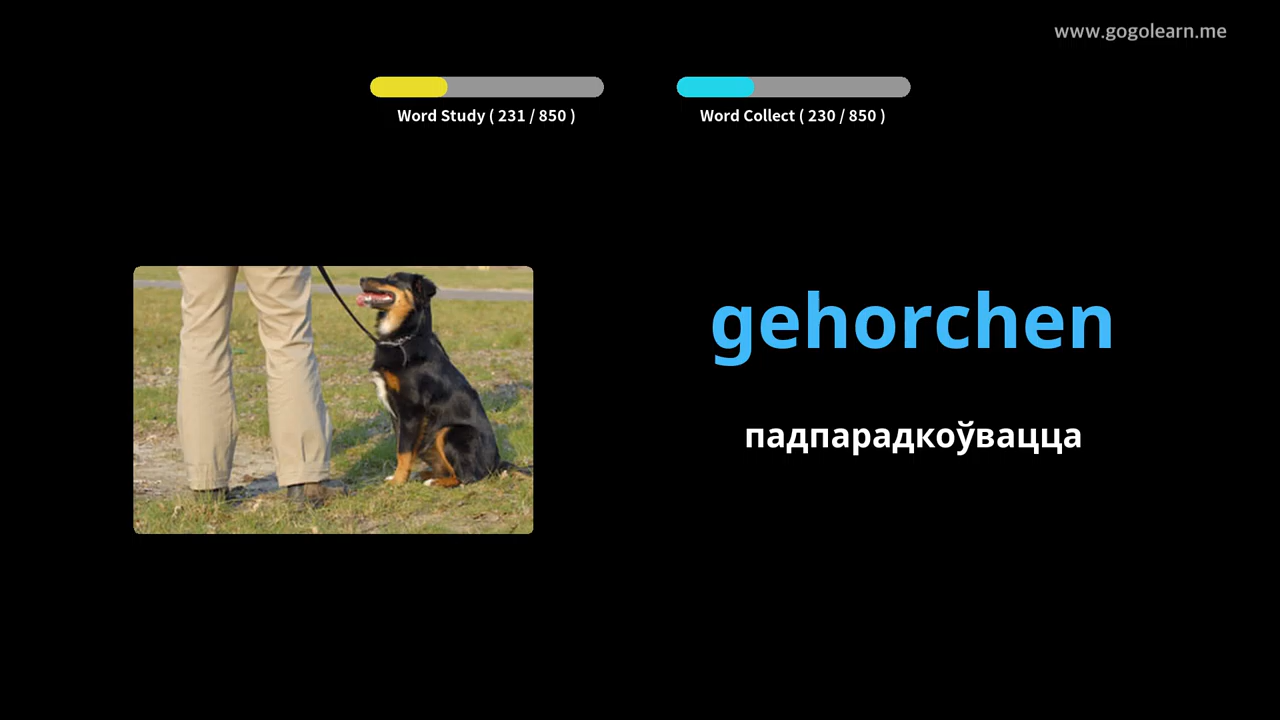 www.gogolearn.me
Word Study ( 231 / 850 )
Word Collect ( 230 / 850 )
gehorchen
падпарадкоўвацца